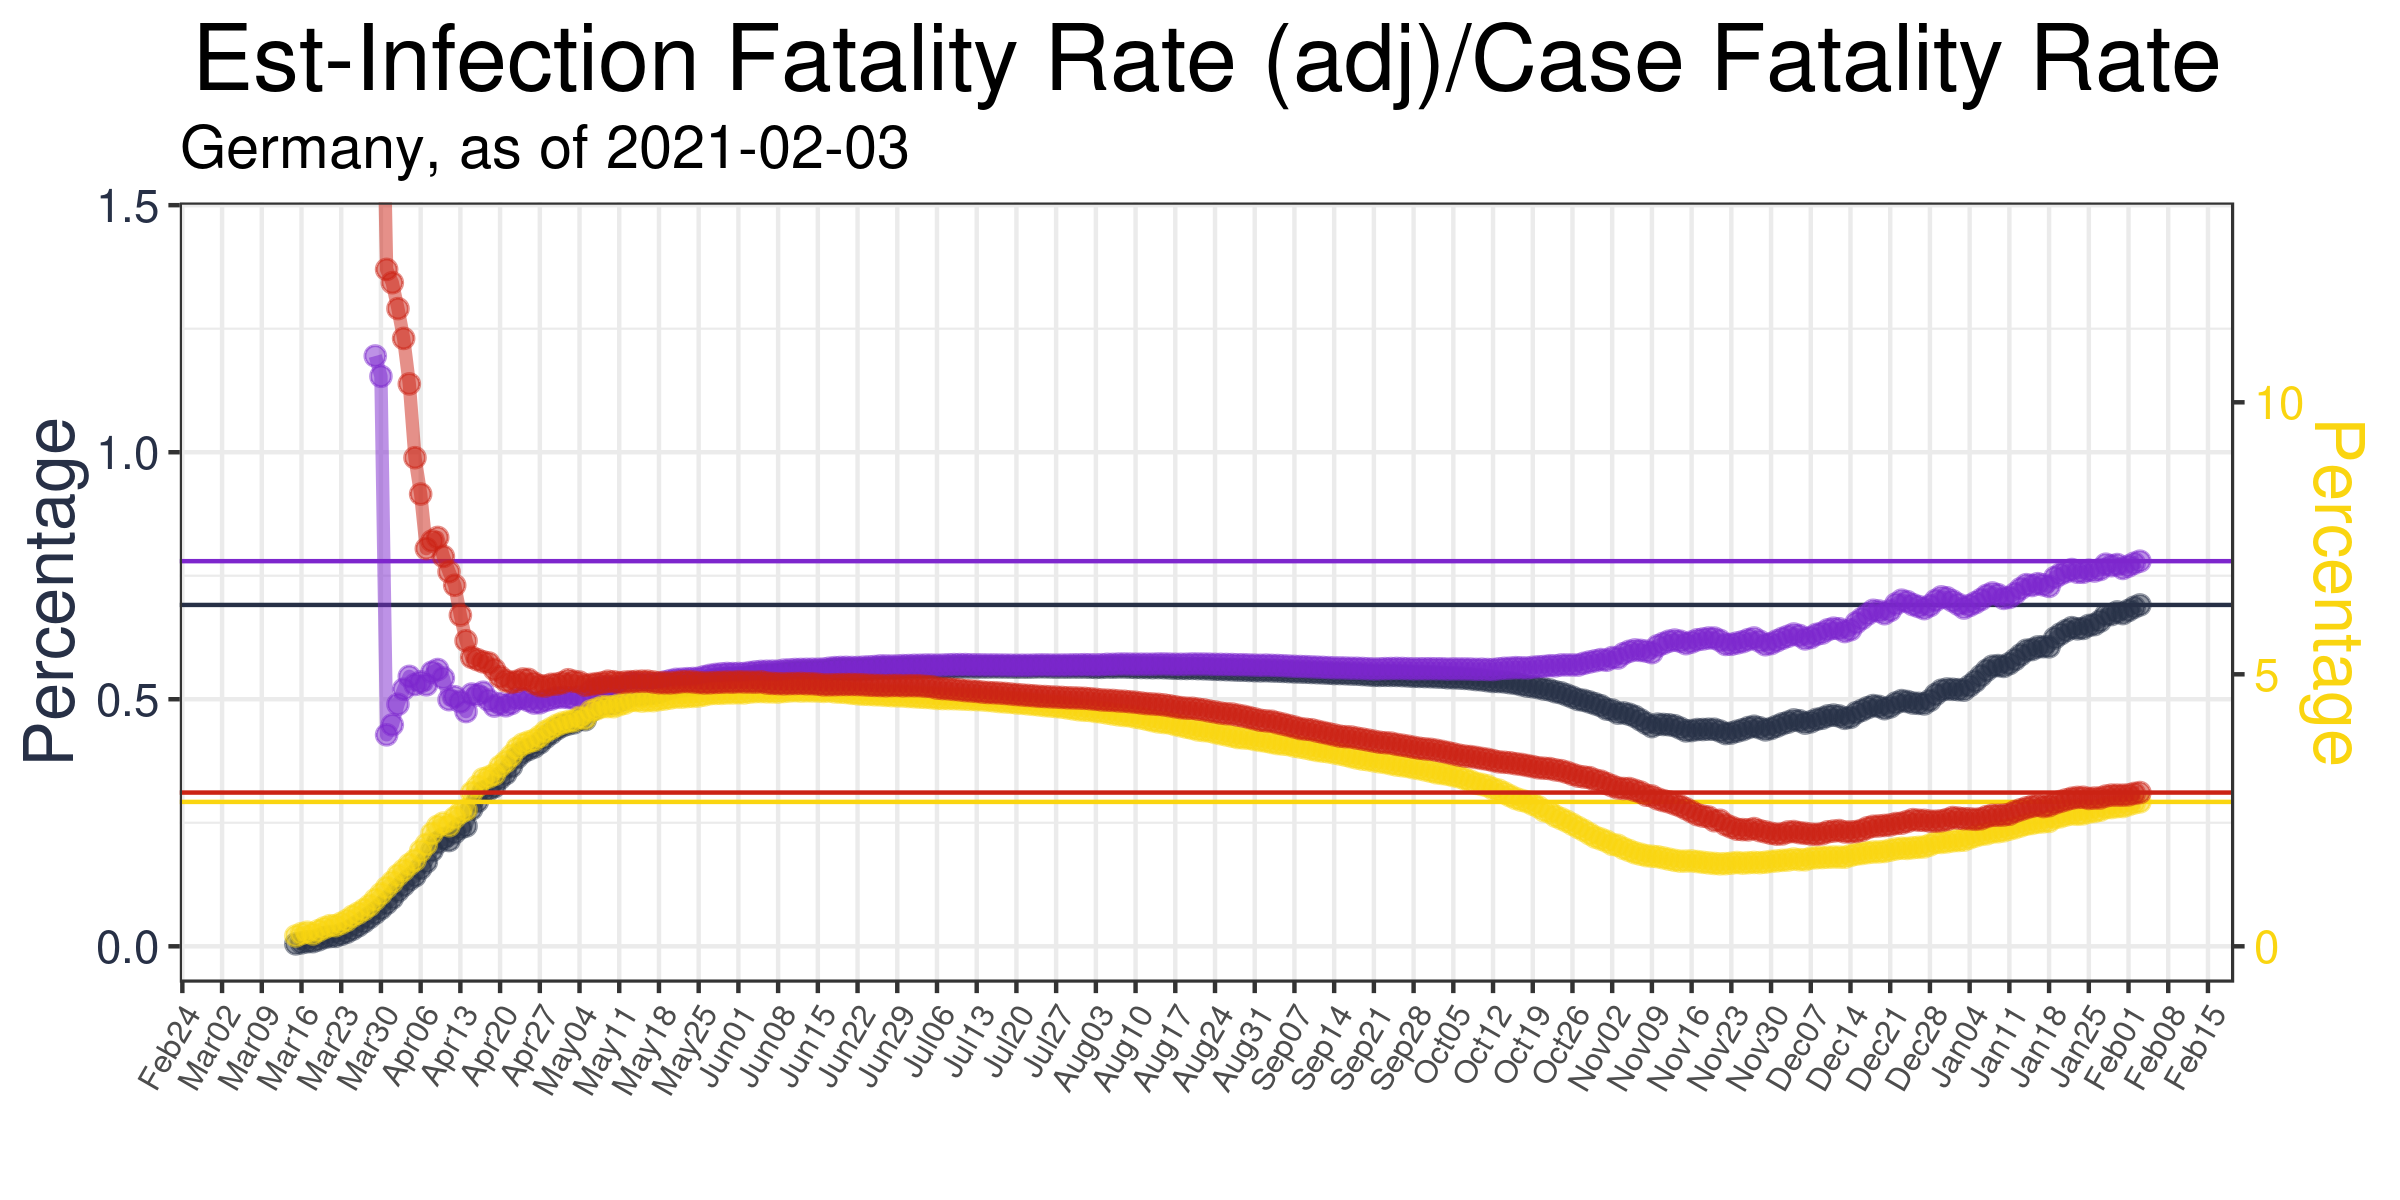 Est-Infection Fatality Rate (adj)/Case Fatality Rate
Germany, as of 2021-02-03
Percentage
1.5
1.0
0.5
0.0
10
5
0
Percentage
Feb24
Mar02
Mar09
Mar16
Mar23
Mar30
Apr06
Apr13
Apr20
Apr27
May04
May11
May18
May25
Jun01
Jun08
Jun15
Jun22
Jun29
Jul06
Jul13
Jul20
Jul27
Aug03
Aug10
Aug17
Aug24
Aug31
Sep07
Sep14
Sep21
Sep28
Oct05
Oct12
Oct19
Oct26
Nov02
Nov09
Nov16
Nov23
Nov30
Dec07
Dec14
Dec21
Dec28
Jan04
Jan11
Jan18
Jan25
Feb01
Feb08
Feb15